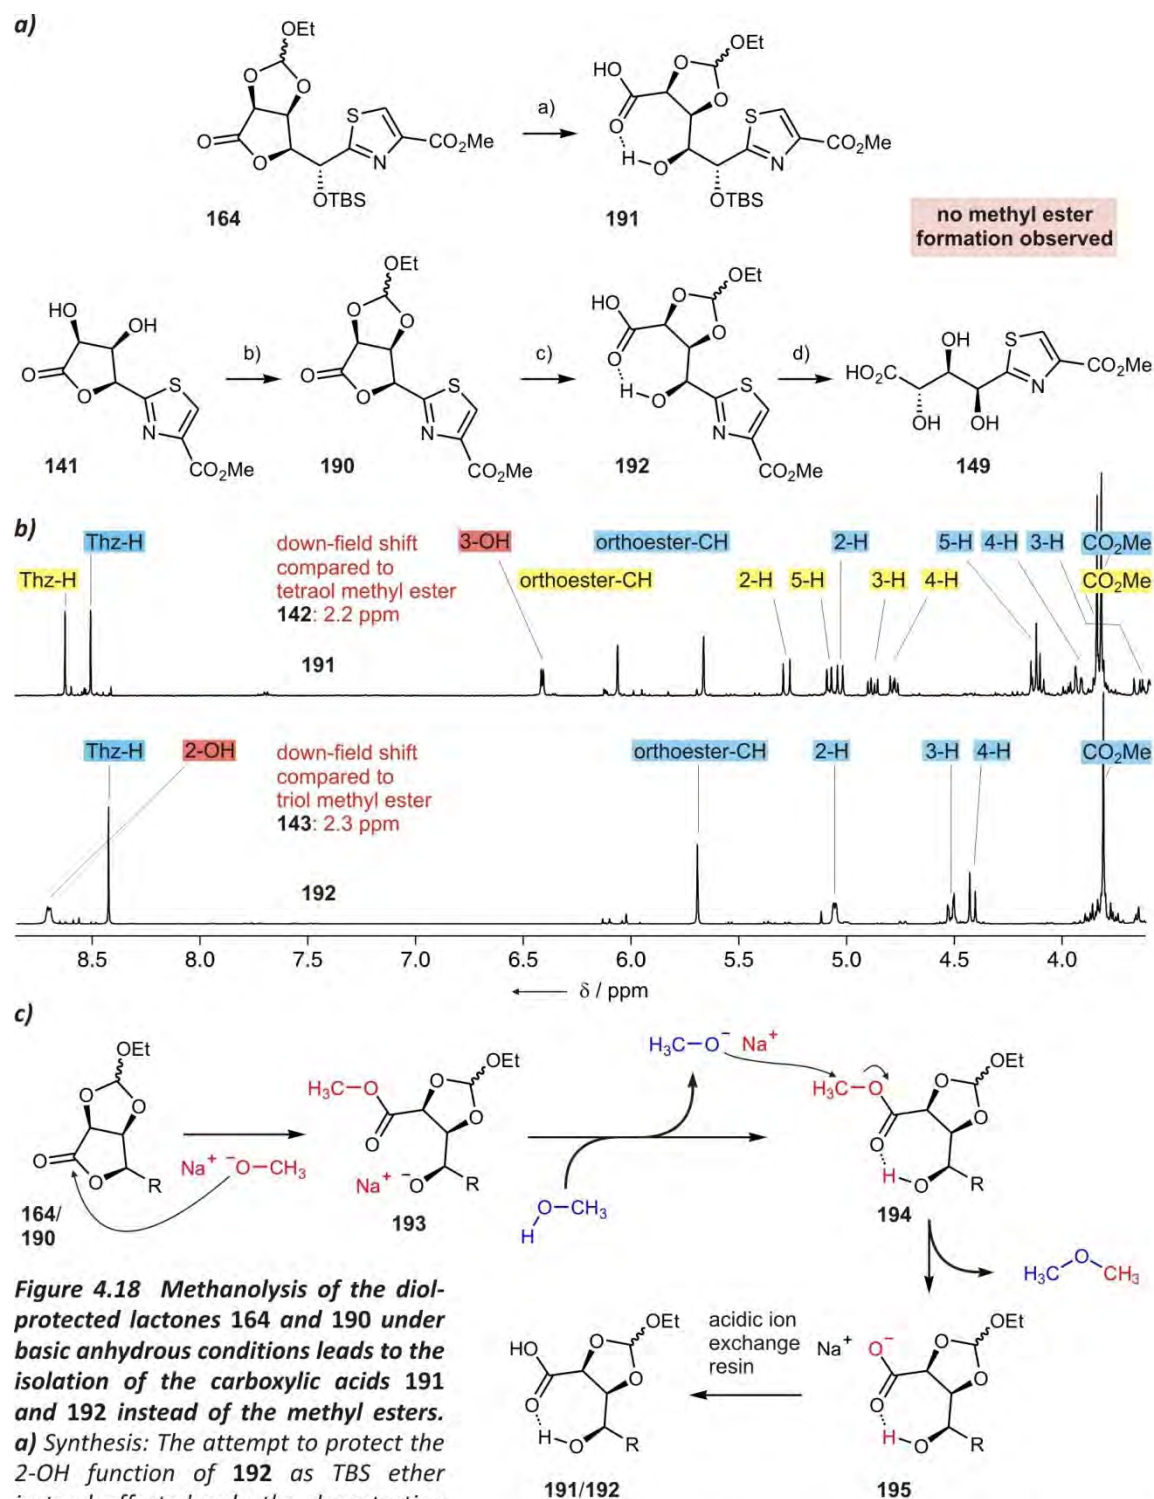 a)
OEt
O
O
O
O
S
N
CO₂Me
OTBS
164
a)
OEt
HO
O
O
O
H
O
S
N
CO₂Me
OTBS
191
no methyl ester
formation observed
HO
OH
O
O
S
N
CO₂Me
141
b)
OEt
O
O
O
O
S
N
CO₂Me
190
c)
OEt
HO
O
O
O
H
O
S
N
CO₂Me
192
d)
HO₂C
OH
OH
OH
S
N
CO₂Me
149
b)
Thz-H
down-field shift
compared to
tetraol methyl ester
142: 2.2 ppm
3-OH
orthoester-CH
2-H
5-H
4-H
3-H
CO₂Me
Thz-H
orthoester-CH
2-H
5-H
3-H
4-H
CO₂Me
191
Thz-H
2-OH
down-field shift
compared to
triol methyl ester
143: 2.3 ppm
orthoester-CH
2-H
3-H
4-H
CO₂Me
192
8.5 8.0 7.5 7.0 6.5 6.0 5.5 5.0 4.5 4.0
δ / ppm
c)
OEt
O
O
O
O
R
164/
190
Na⁺ ⁻O–CH₃
H₃C–O
OEt
O
O
O
Na⁺ ⁻O
R
193
H₃C–O⁻ Na⁺
O–CH₃
H
H₃C–O
OEt
O
O
O
H
O
R
194
H₃C O CH₃
Na⁺ O⁻
OEt
O
O
O
H
O
R
195
acidic ion
exchange
resin
HO
OEt
O
O
O
H
O
R
191/192
Figure 4.18 Methanolysis of the diol-
protected lactones 164 and 190 under
basic anhydrous conditions leads to the
isolation of the carboxylic acids 191
and 192 instead of the methyl esters.
a) Synthesis: The attempt to protect the
2-OH function of 192 as TBS ether